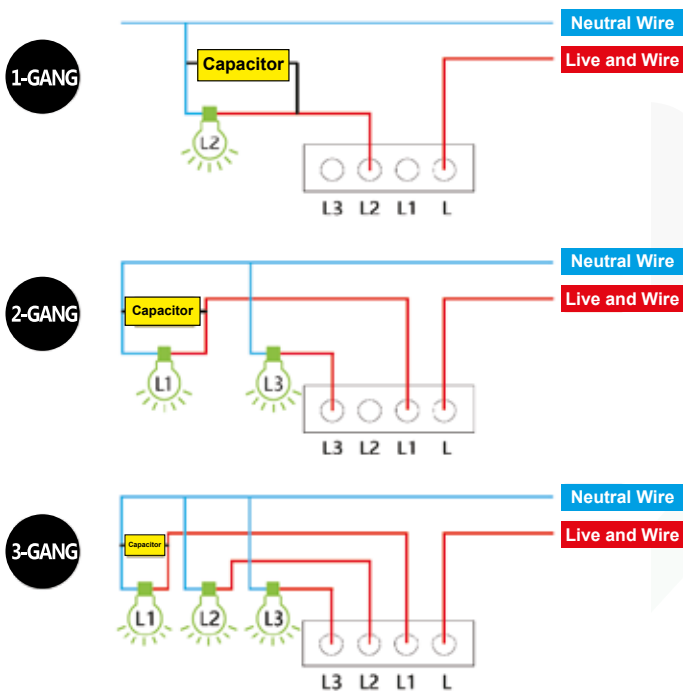 Neutral Wire
1-GANG
Capacitor
Live and Wire
L2
L3 L2 L1 L
Neutral Wire
2-GANG
Capacitor
Live and Wire
L1 L3
L3 L2 L1 L
Neutral Wire
3-GANG
Capacitor
Live and Wire
L1 L2 L3
L3 L2 L1 L